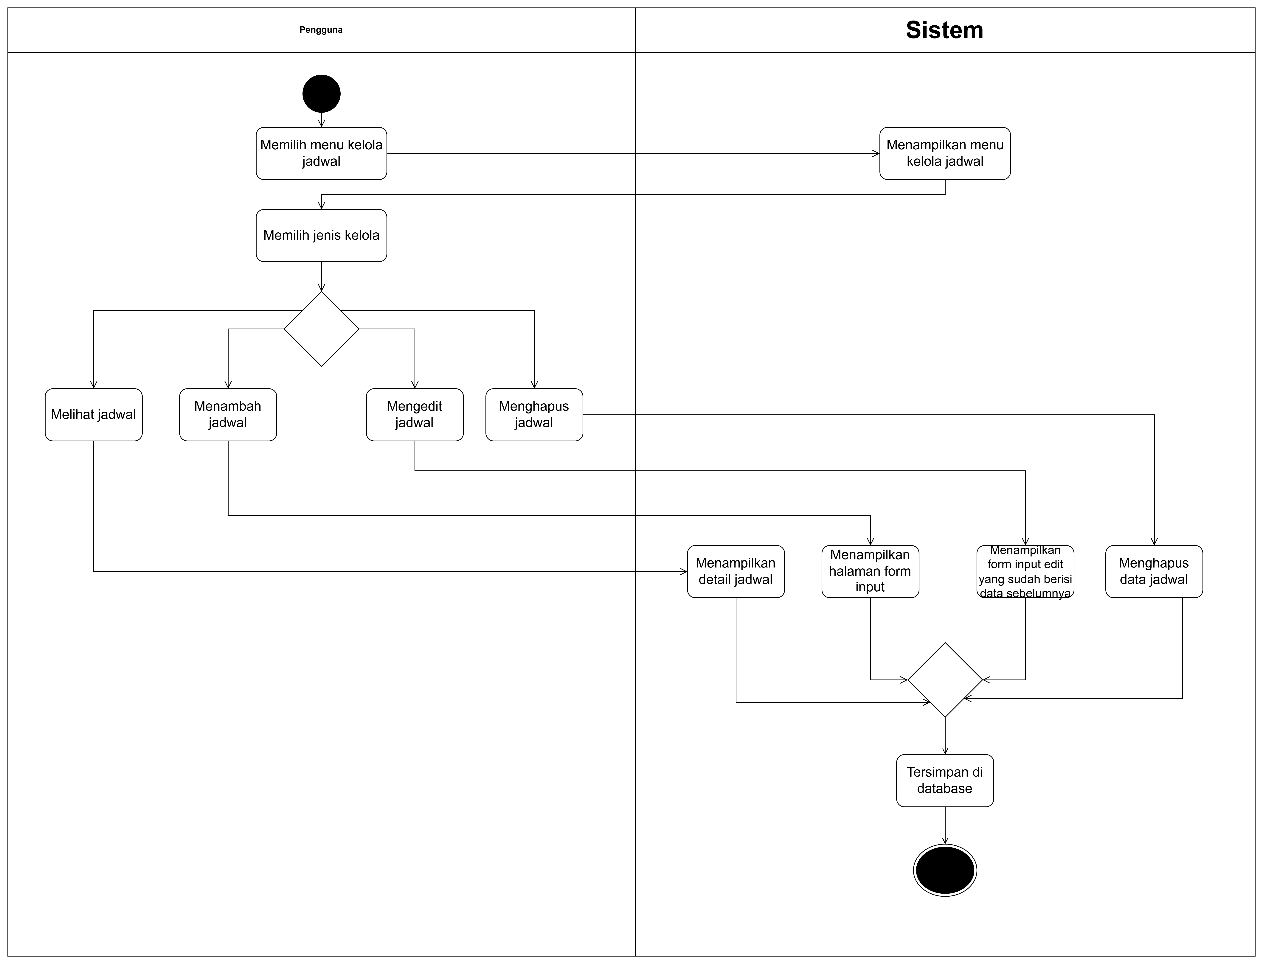 Pengguna
Sistem
Memilih menu kelola
jadwal
Menampilkan menu
kelola jadwal
Memilih jenis kelola
Melihat jadwal
Menambah
jadwal
Mengedit
jadwal
Menghapus
jadwal
Menampilkan
detail jadwal
Menampilkan
halaman form
input
Menampilkan
form input edit
yang sudah berisi
data sebelumnya
Menghapus
data jadwal
Tersimpan di
database